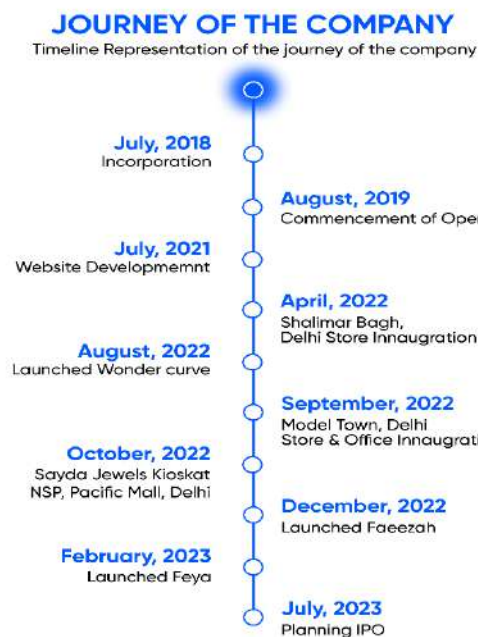 JOURNEY OF THE COMPANY
Timeline Representation of the journey of the company
July, 2018
Incorporation
August, 2019
Commencement of Oper
July, 2021
Website Developmemnt
April, 2022
Shalimar Bagh,
Delhi Store Innaugration
August, 2022
Launched Wonder curve
September, 2022
Model Town, Delhi
Store & Office Innaugrati
October, 2022
Sayda Jewels Kioskat
NSP, Pacific Mall, Delhi
December, 2022
Launched Faeezah
February, 2023
Launched Feya
July, 2023
Planning IPO